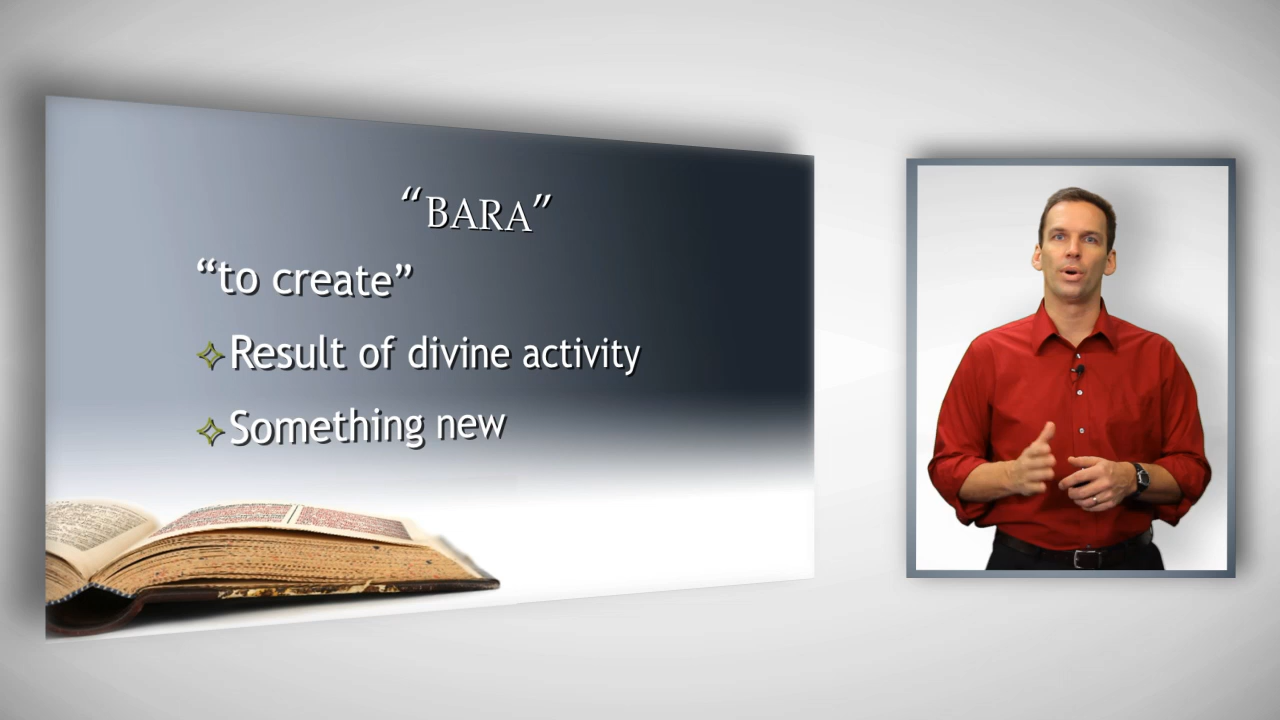 “BARA”
“to create”
Result of divine activity
Something new